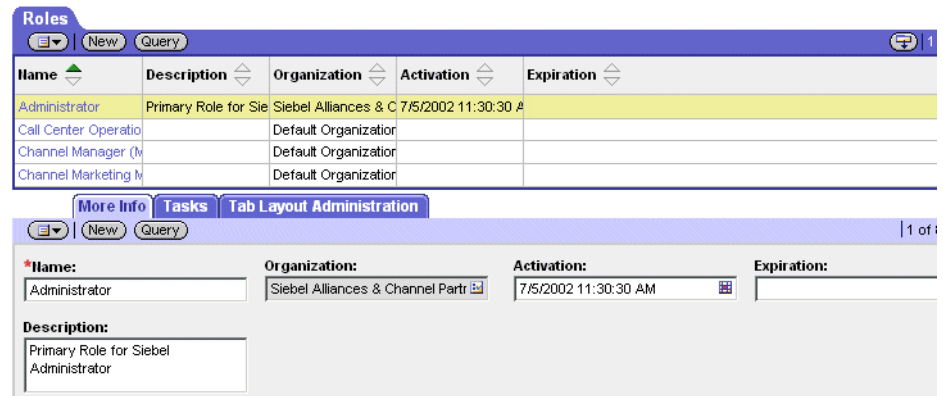 Roles
New Query 1
Name Description Organization Activation Expiration
Administrator Primary Role for Sie Siebel Alliances & C 7/5/2002 11:30:30 A
Call Center Operatio Default Organization
Channel Manager (M Default Organization
Channel Marketing M Default Organization
More Info Tasks Tab Layout Administration
New Query 1 of 8
*Name: Organization: Activation: Expiration:
Administrator Siebel Alliances & Channel Partr 7/5/2002 11:30:30 AM
Description:
Primary Role for Siebel
Administrator